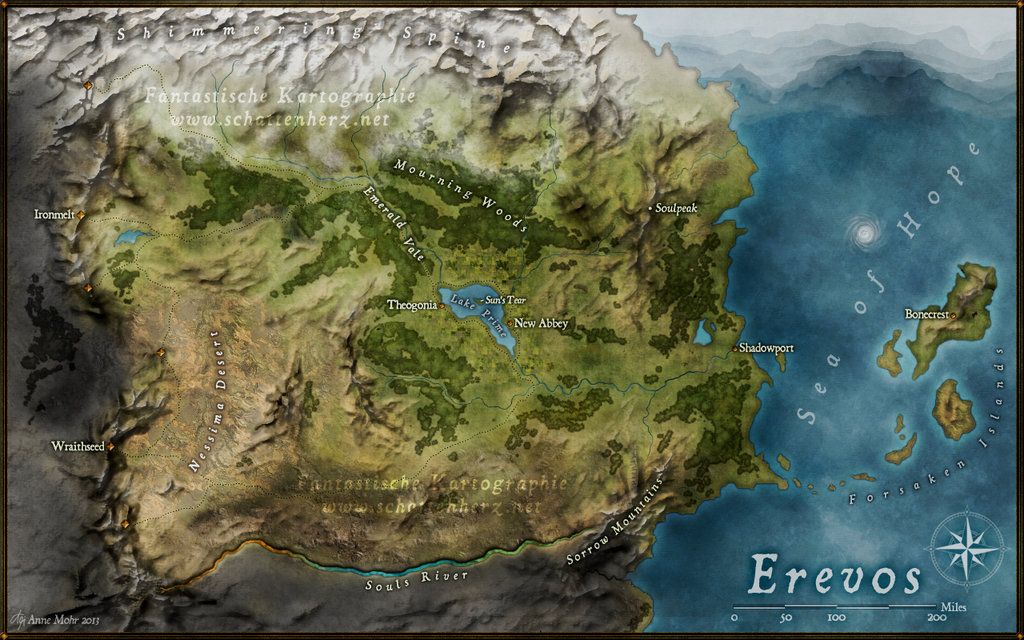 Shimmering Spine
Fantastische Kartographie
www.schattenherz.net
Mourning Woods
Emerald Vale
Soulpeak
Ironmelt
Sea of Hope
Theogonia
Lake Prime
Sun's Tear
New Abbey
Bonecrest
Shadowport
Nessima Desert
Wraithseed
Forsaken Islands
Fantastische Kartographie
www.schattenherz.net
Sorrow Mountains
Souls River
Erevos
Miles
0 50 100 200
Anne Mohr 2013